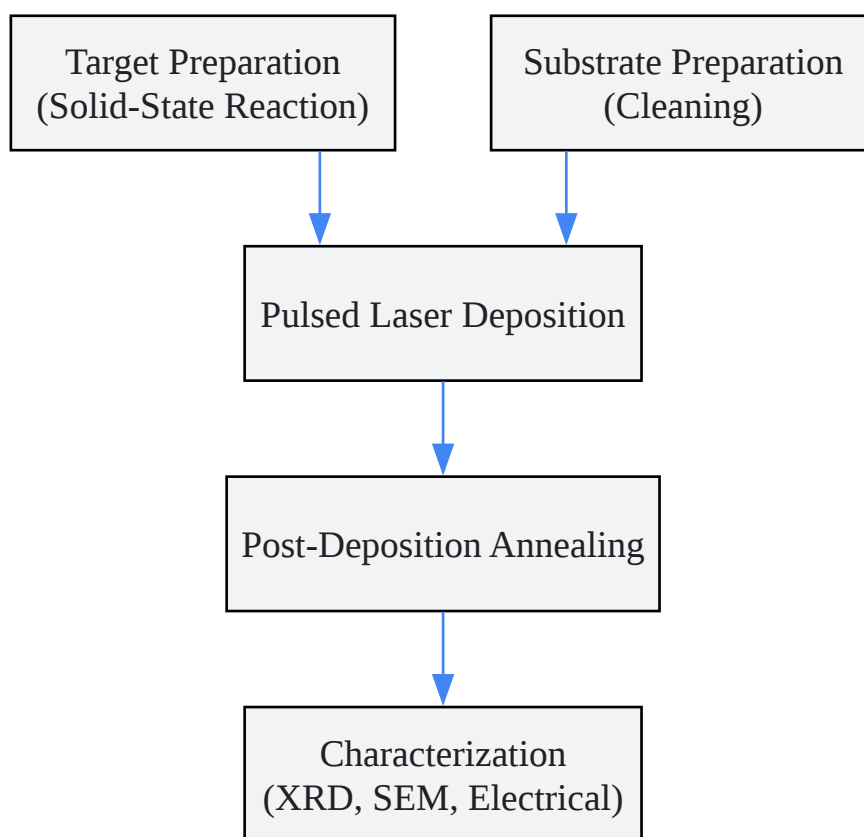 Target Preparation
(Solid-State Reaction)
Substrate Preparation
(Cleaning)
Pulsed Laser Deposition
Post-Deposition Annealing
Characterization
(XRD, SEM, Electrical)